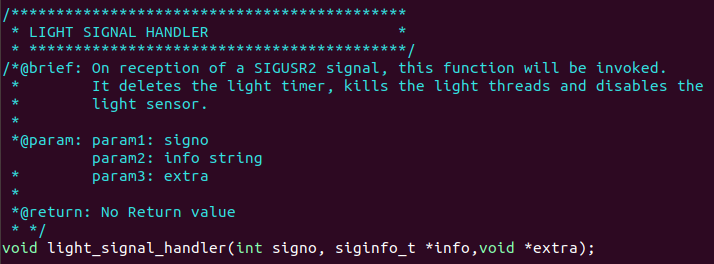 /*******************************************
 * LIGHT SIGNAL HANDLER                     *
 * *****************************************/
/*@brief: On reception of a SIGUSR2 signal, this function will be invoked.
 *        It deletes the light timer, kills the light threads and disables the
 *        light sensor.
 *
 *@param: param1: signo
          param2: info string
 *        param3: extra
 *
 *@return: No Return value
 * */
void light_signal_handler(int signo, siginfo_t *info,void *extra);